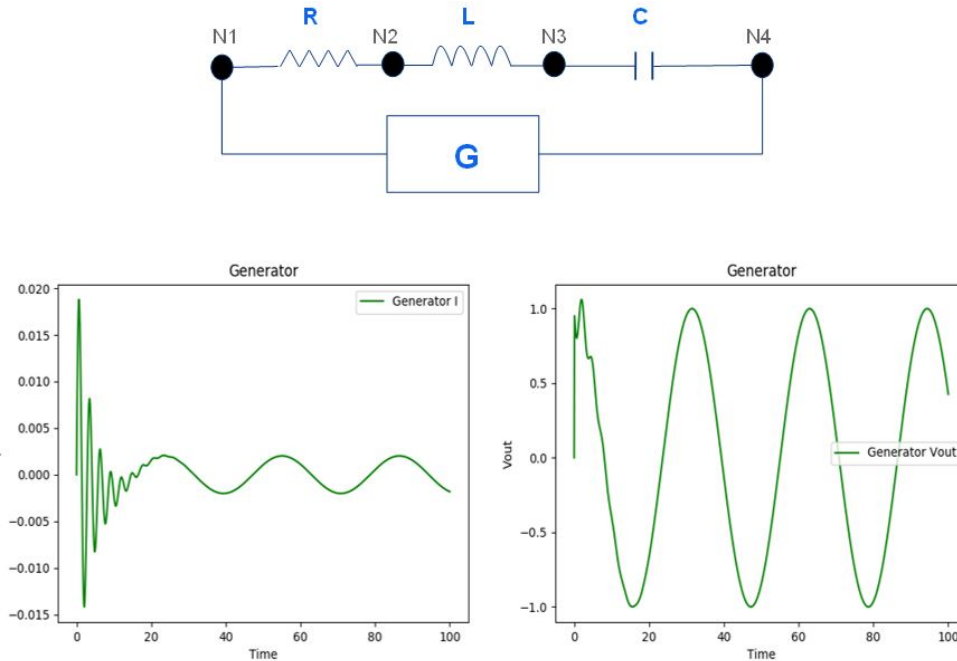 R L C
N1 N2 N3 N4
G
Generator
Generator I
0.020
0.015
0.010
0.005
0.000
−0.005
−0.010
−0.015
0 20 40 60 80 100
Time
Generator
Vout
1.0
0.5
0.0
−0.5
−1.0
Generator Vout
0 20 40 60 80 100
Time